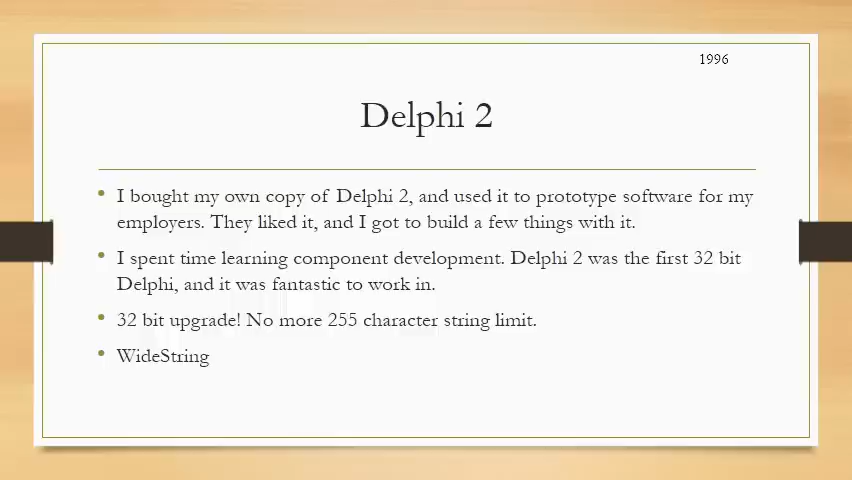 1996
Delphi 2
• I bought my own copy of Delphi 2, and used it to prototype software for my
employers. They liked it, and I got to build a few things with it.
• I spent time learning component development. Delphi 2 was the first 32 bit
Delphi, and it was fantastic to work in.
• 32 bit upgrade! No more 255 character string limit.
• WideString